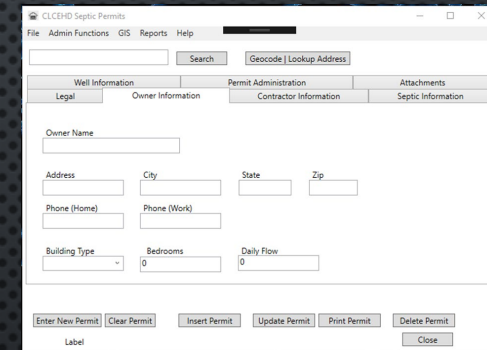 CLCEHD Septic Permits
File Admin Functions GIS Reports Help
Search Geocode | Lookup Address
Well Information Permit Administration Attachments
Legal Owner Information Contractor Information Septic Information
Owner Name
Address City State Zip
Phone (Home) Phone (Work)
Building Type Bedrooms Daily Flow
0 0
Enter New Permit Clear Permit Insert Permit Update Permit Print Permit Delete Permit
Label Close